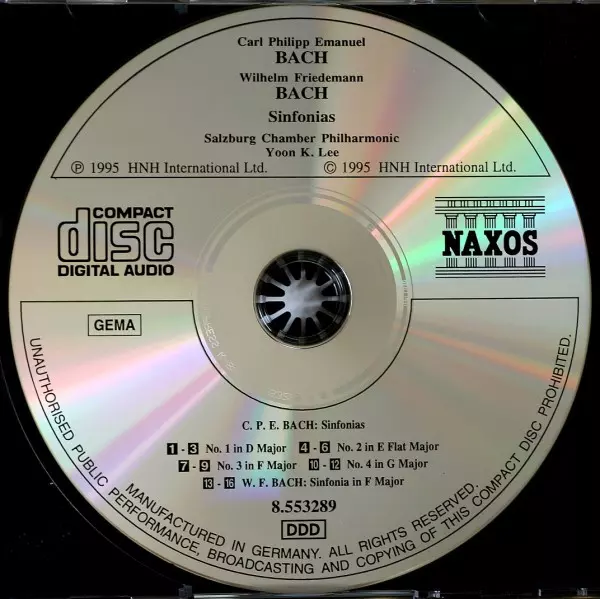 Carl Philipp Emanuel
BACH
Wilhelm Friedemann
BACH
Sinfonias
Salzburg Chamber Philharmonic
Yoon K. Lee
℗ 1995 HNH International Ltd.
© 1995 HNH International Ltd.
COMPACT
disc
DIGITAL AUDIO
NAXOS
GEMA
C. P. E. BACH: Sinfonias
1 - 3 No. 1 in D Major 4 - 6 No. 2 in E Flat Major
7 - 9 No. 3 in F Major 10 - 12 No. 4 in G Major
13 - 16 W. F. BACH: Sinfonia in F Major
8.553289
DDD
UNAUTHORISED PUBLIC PERFORMANCE, BROADCASTING AND COPYING OF THIS COMPACT DISC PROHIBITED.
MANUFACTURED IN GERMANY. ALL RIGHTS RESERVED.